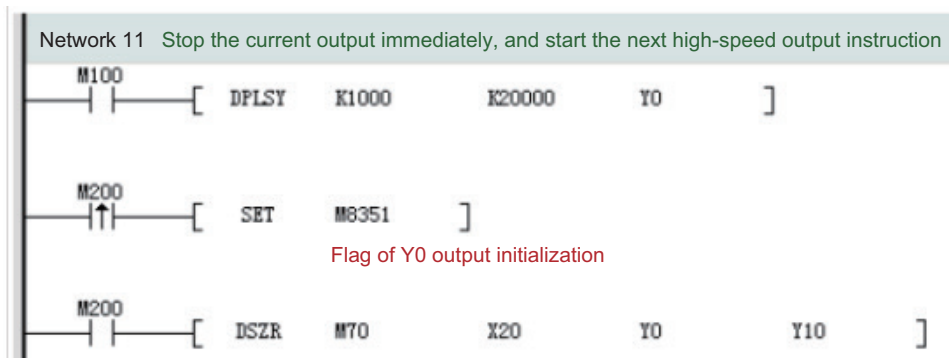 Network 11 Stop the current output immediately, and start the next high-speed output instruction
M100
[ DPLSY K1000 K20000 Y0 ]
M200
[ SET M8351 ]
Flag of Y0 output initialization
M200
[ DSZR M70 X20 Y0 Y10 ]